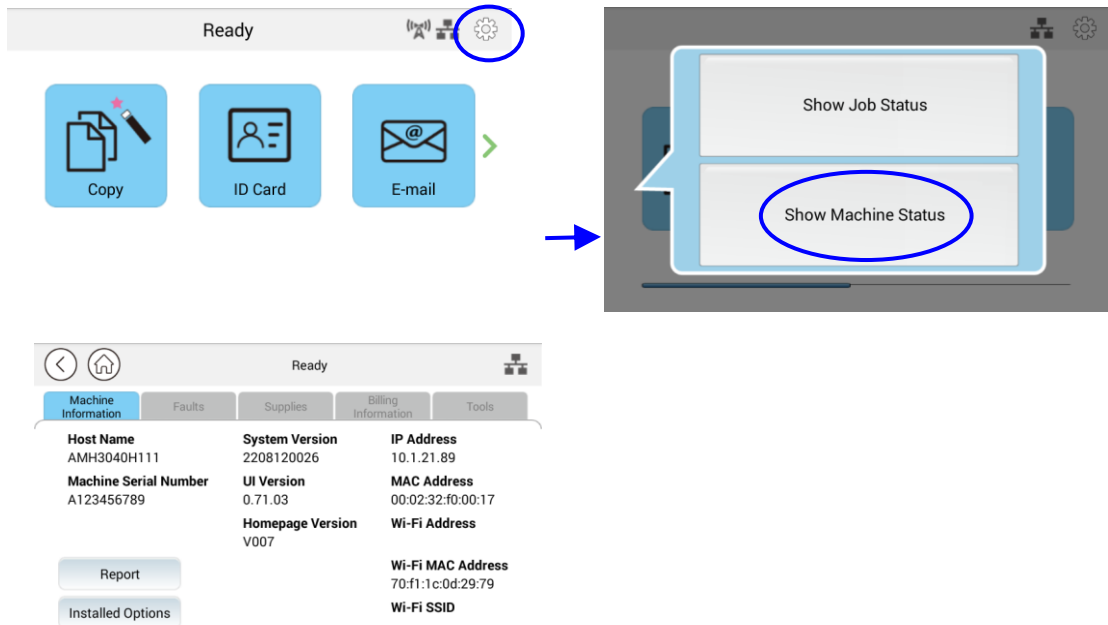 Ready
Copy
ID Card
@
E-mail
Show Job Status
Show Machine Status
Ready
Machine
Information
Faults
Supplies
Billing
Information
Tools
Host Name
AMH3040H111
Machine Serial Number
A123456789
Report
Installed Options
System Version
2208120026
UI Version
0.71.03
Homepage Version
V007
IP Address
10.1.21.89
MAC Address
00:02:32:f0:00:17
Wi-Fi Address
Wi-Fi MAC Address
70:f1:1c:0d:29:79
Wi-Fi SSID